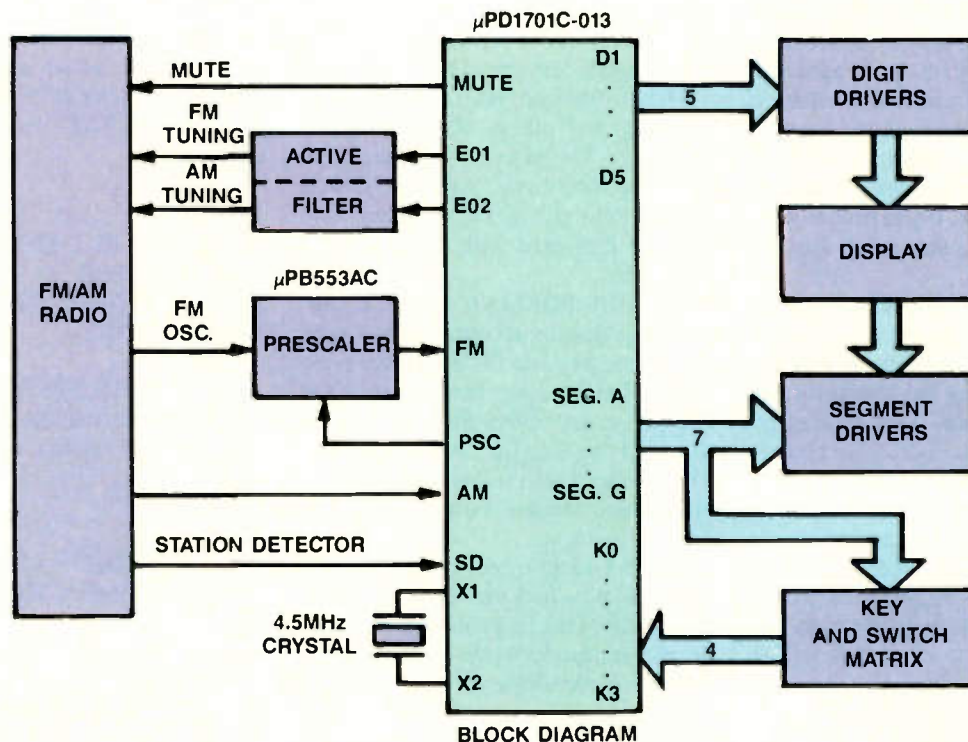 μPD1701C-013
MUTE
FM
TUNING
AM
TUNING
ACTIVE
FILTER
μPB553AC
FM/AM
RADIO
FM
OSC.
PRESCALER
STATION DETECTOR
4.5MHz
CRYSTAL
MUTE
E01
E02
FM
PSC
AM
SD
X1
X2
D1
D5
SEG. A
SEG. G
K0
K3
5
7
4
DIGIT
DRIVERS
DISPLAY
SEGMENT
DRIVERS
KEY
AND SWITCH
MATRIX
BLOCK DIAGRAM